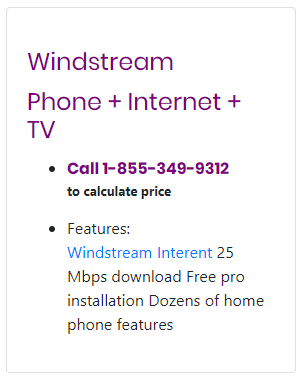 Windstream
Phone + Internet +
TV
Call 1-855-349-9312
to calculate price
Features:
Windstream Interent 25
Mbps download Free pro
installation Dozens of home
phone features